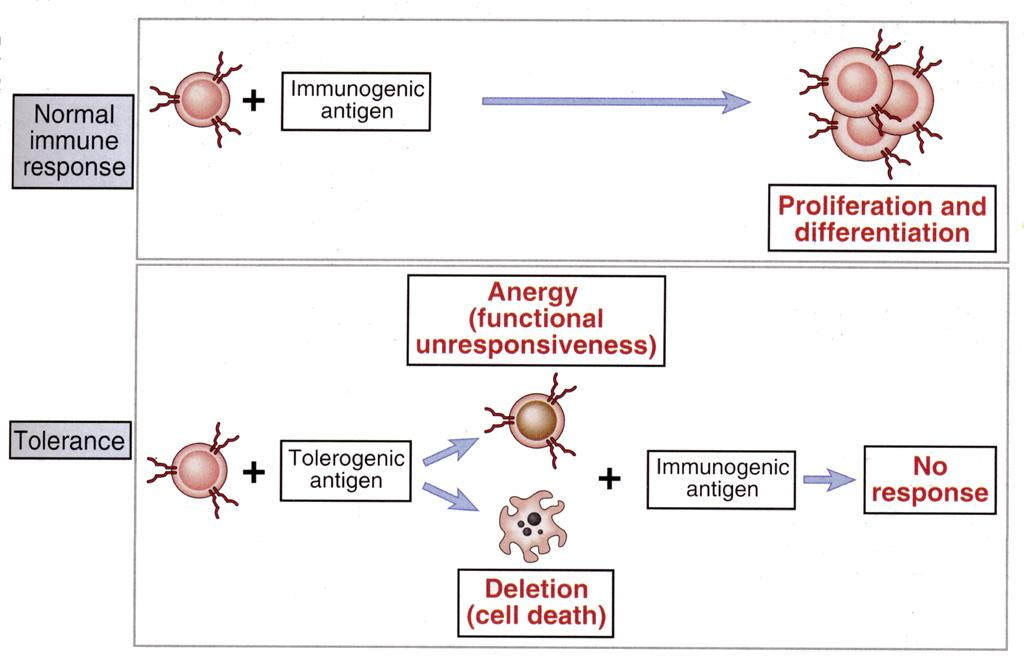 Normal
immune
response
+
Immunogenic
antigen
Proliferation and
differentiation
Tolerance
+
Tolerogenic
antigen
Anergy
(functional
unresponsiveness)
Deletion
(cell death)
+
Immunogenic
antigen
No
response